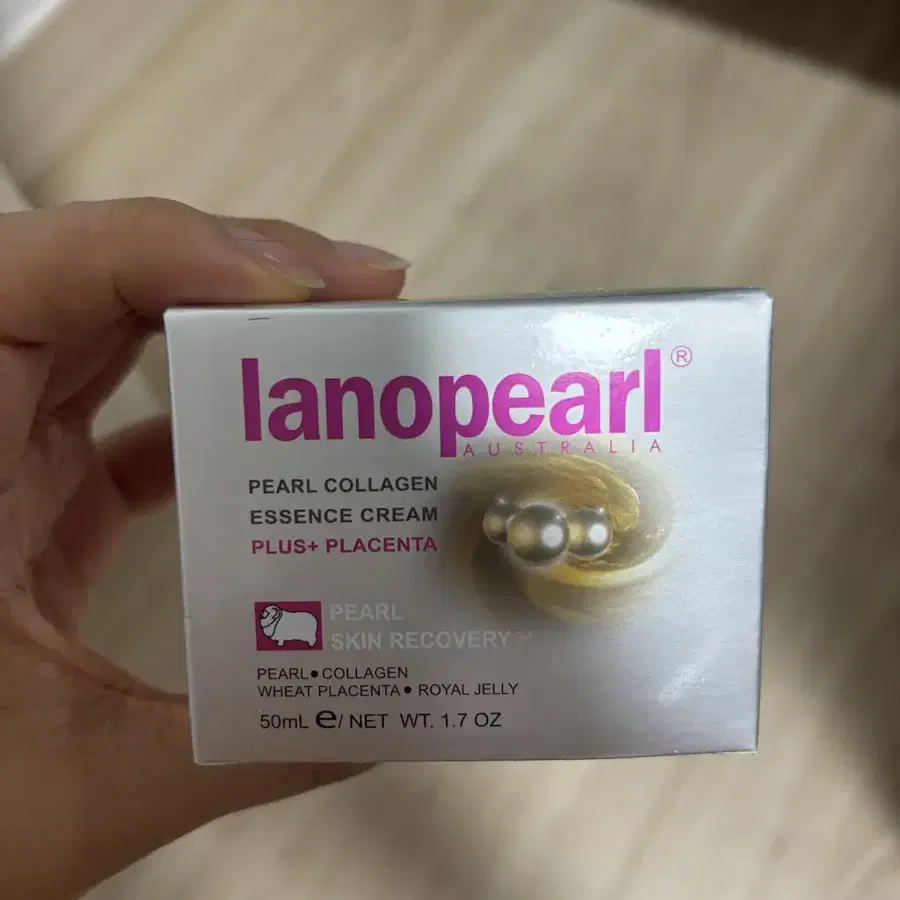 lanopearl®
AUSTRALIA
PEARL COLLAGEN
ESSENCE CREAM
PLUS+ PLACENTA
PEARL
SKIN RECOVERY™
PEARL • COLLAGEN
WHEAT PLACENTA • ROYAL JELLY
50mL e/ NET WT. 1.7 OZ